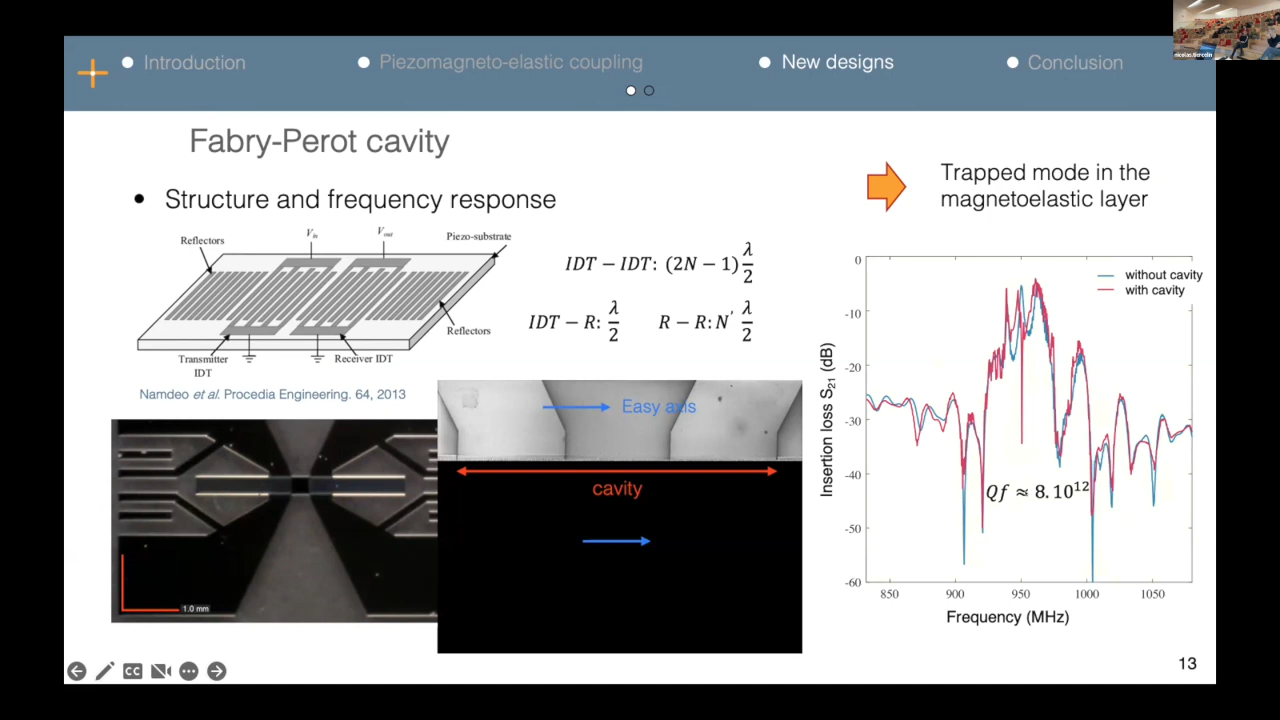 Introduction
Piezomagneto-elastic coupling
New designs
Conclusion
Fabry-Perot cavity
Structure and frequency response
Trapped mode in the
magnetoelastic layer
Reflectors
V_in
V_out
Piezo-substrate
Reflectors
Transmitter
IDT
Receiver IDT
IDT − IDT: (2N − 1) λ/2
IDT − R: λ/2
R − R: N′ λ/2
Namdeo et al. Procedia Engineering. 64, 2013
1.0 mm
Easy axis
cavity
without cavity
with cavity
0
-10
-20
-30
-40
-50
-60
Insertion loss S₂₁ (dB)
Qf ≈ 8.10¹²
850
900
950
1000
1050
Frequency (MHz)
CC
13